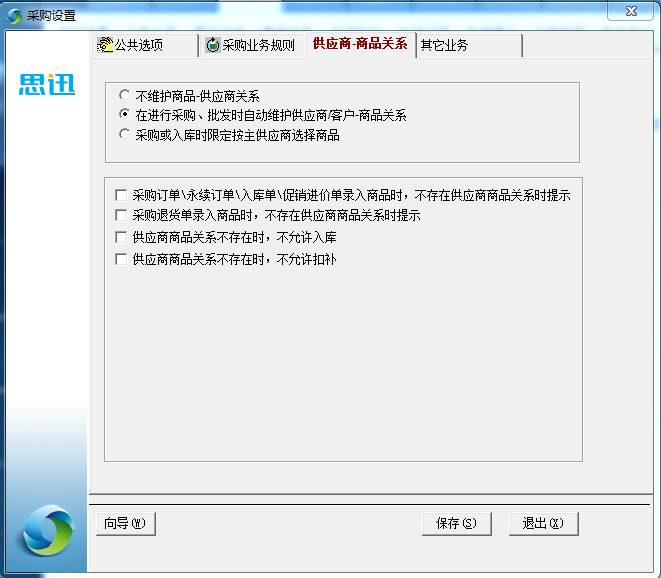 采购设置
公共选项
采购业务规则
供应商-商品关系
其它业务
思迅
不维护商品-供应商关系
在进行采购、批发时自动维护供应商/客户-商品关系
采购或入库时限定按主供应商选择商品
采购订单\永续订单\入库单\促销进价单录入商品时，不存在供应商商品关系时提示
采购退货单录入商品时，不存在供应商商品关系时提示
供应商商品关系不存在时，不允许入库
供应商商品关系不存在时，不允许扣补
向导(W)
保存(S)
退出(X)